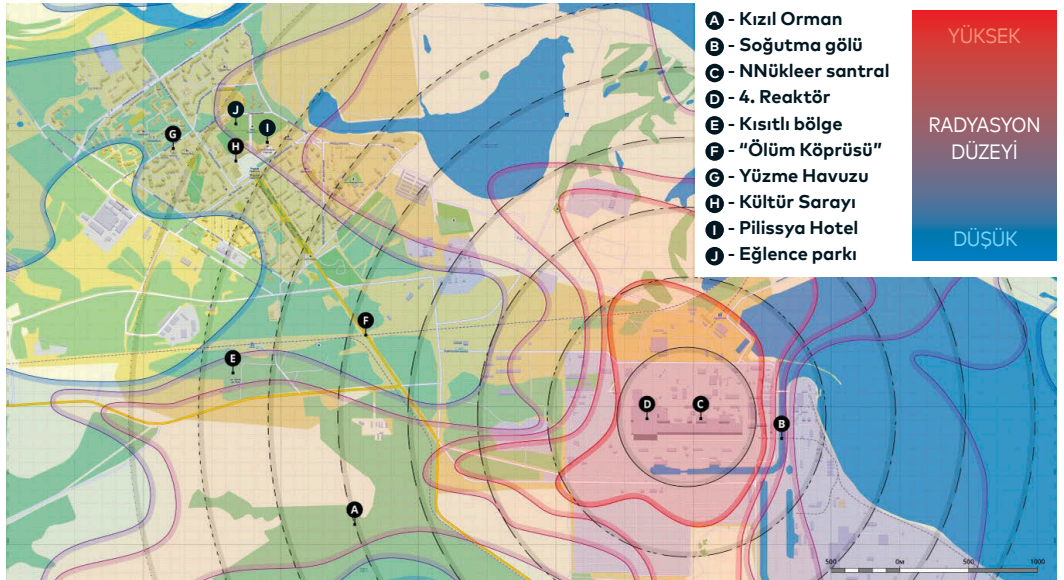 A - Kızıl Orman
B - Soğutma gölü
C - NNükleer santral
D - 4. Reaktör
E - Kısıtlı bölge
F - “Ölüm Köprüsü”
G - Yüzme Havuzu
H - Kültür Sarayı
I - Pilissya Hotel
J - Eğlence parkı
YÜKSEK
RADYASYON
DÜZEYİ
DÜŞÜK
J
I
G
H
F
E
D
C
B
A
500 0м 500 1000